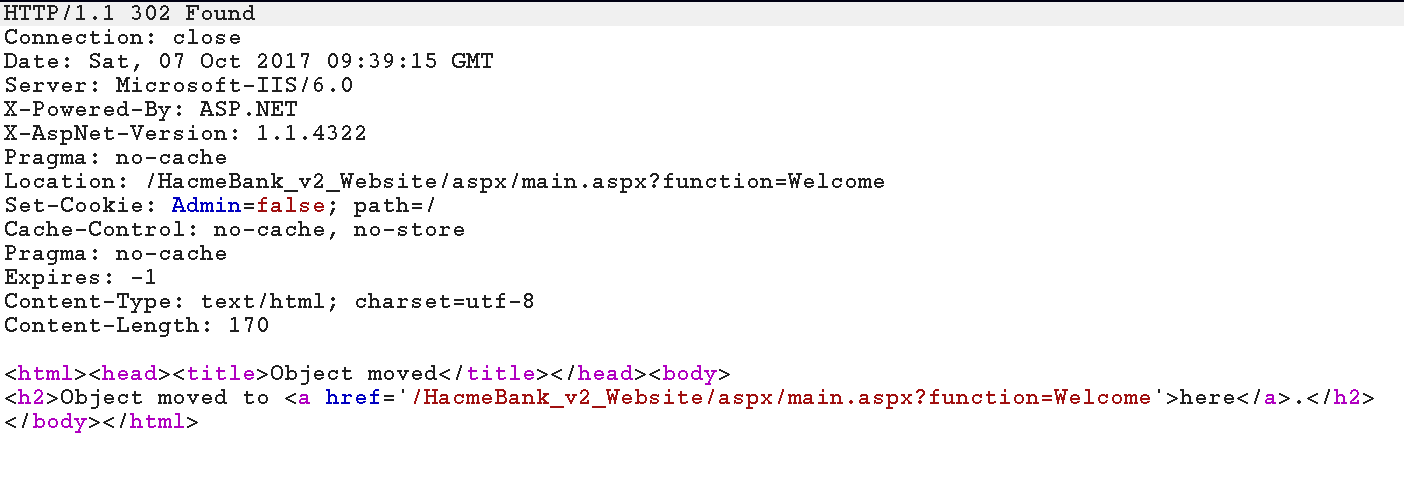 HTTP/1.1 302 Found
Connection: close
Date: Sat, 07 Oct 2017 09:39:15 GMT
Server: Microsoft-IIS/6.0
X-Powered-By: ASP.NET
X-AspNet-Version: 1.1.4322
Pragma: no-cache
Location: /HacmeBank_v2_Website/aspx/main.aspx?function=Welcome
Set-Cookie: Admin=false; path=/
Cache-Control: no-cache, no-store
Pragma: no-cache
Expires: -1
Content-Type: text/html; charset=utf-8
Content-Length: 170
<html><head><title>Object moved</title></head><body>
<h2>Object moved to <a href='/HacmeBank_v2_Website/aspx/main.aspx?function=Welcome'>here</a>.</h2>
</body></html>